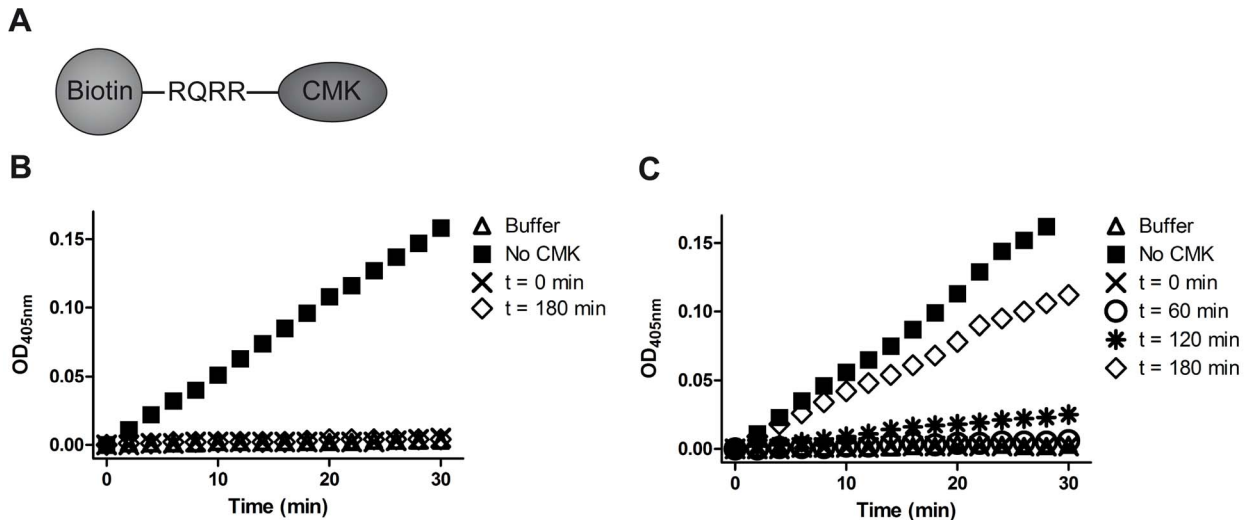 A
Biotin RQRR CMK
B
OD405nm
0.15
0.10
0.05
0.00
0 10 20 30
Time (min)
Buffer
No CMK
t = 0 min
t = 180 min
C
OD405nm
0.15
0.10
0.05
0.00
0 10 20 30
Time (min)
Buffer
No CMK
t = 0 min
t = 60 min
t = 120 min
t = 180 min